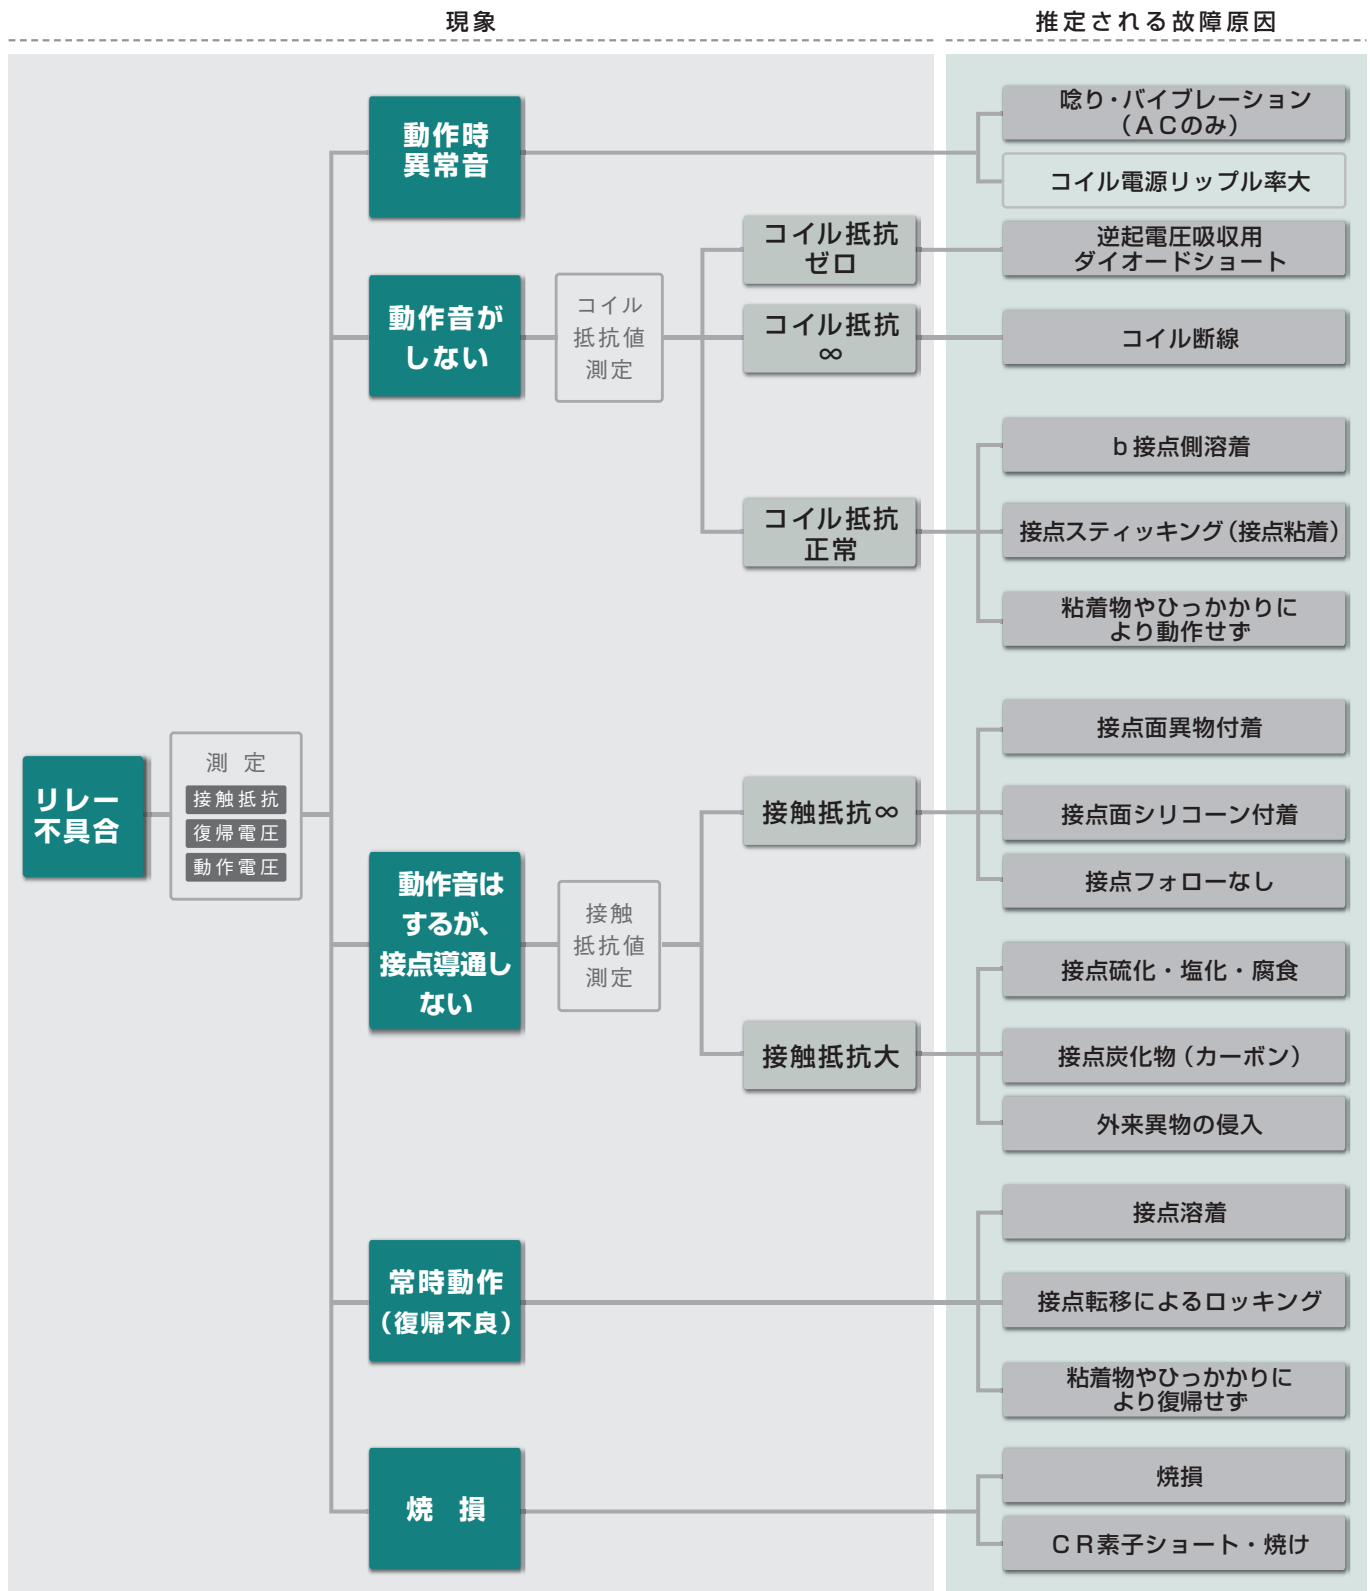 現象
推定される故障原因
動作時
異常音
唸り・バイブレーション
（ＡＣのみ）
コイル電源リップル率大
動作音が
しない
コイル
抵抗値
測定
コイル抵抗
ゼロ
逆起電圧吸収用
ダイオードショート
コイル抵抗
∞
コイル断線
コイル抵抗
正常
ｂ接点側溶着
接点スティッキング（接点粘着）
粘着物やひっかかりに
より動作せず
リレー
不具合
測 定
接触抵抗
復帰電圧
動作電圧
動作音は
するが、
接点導通し
ない
接触
抵抗値
測定
接触抵抗∞
接点面異物付着
接点面シリコーン付着
接点フォローなし
接触抵抗大
接点硫化・塩化・腐食
接点炭化物（カーボン）
外来異物の侵入
常時動作
（復帰不良）
接点溶着
接点転移によるロッキング
粘着物やひっかかりに
より復帰せず
焼 損
焼損
ＣＲ素子ショート・焼け